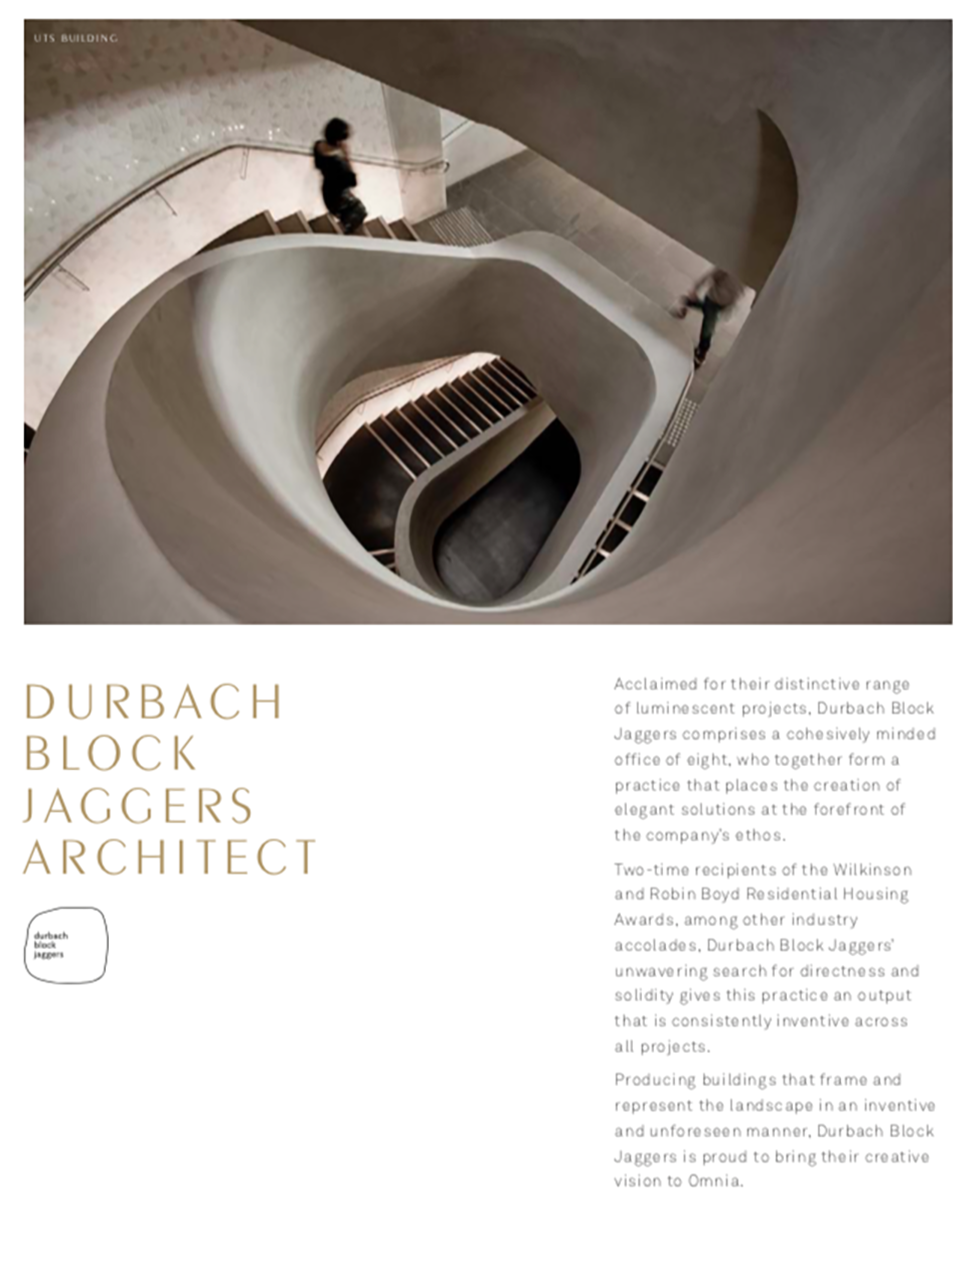 UTS BUILDING
DURBACH
BLOCK
JAGGERS
ARCHITECT
durbach
block
jaggers
Acclaimed for their distinctive range
of luminescent projects, Durbach Block
Jaggers comprises a cohesively minded
office of eight, who together form a
practice that places the creation of
elegant solutions at the forefront of
the company's ethos.
Two-time recipients of the Wilkinson
and Robin Boyd Residential Housing
Awards, among other industry
accolades, Durbach Block Jaggers'
unwavering search for directness and
solidity gives this practice an output
that is consistently inventive across
all projects.
Producing buildings that frame and
represent the landscape in an inventive
and unforeseen manner, Durbach Block
Jaggers is proud to bring their creative
vision to Omnia.